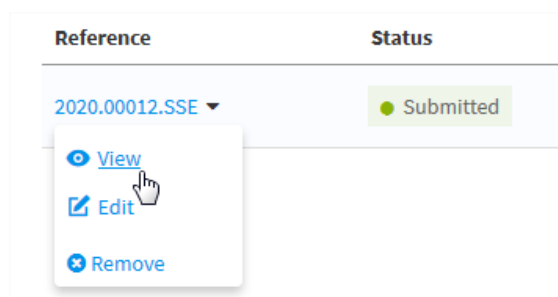 Reference Status
2020.00012.SSE Submitted
View
Edit
Remove